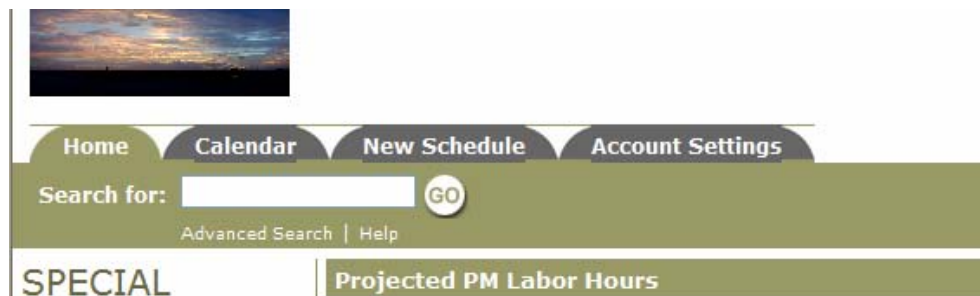 Home Calendar New Schedule Account Settings
Search for: GO
Advanced Search | Help
SPECIAL Projected PM Labor Hours